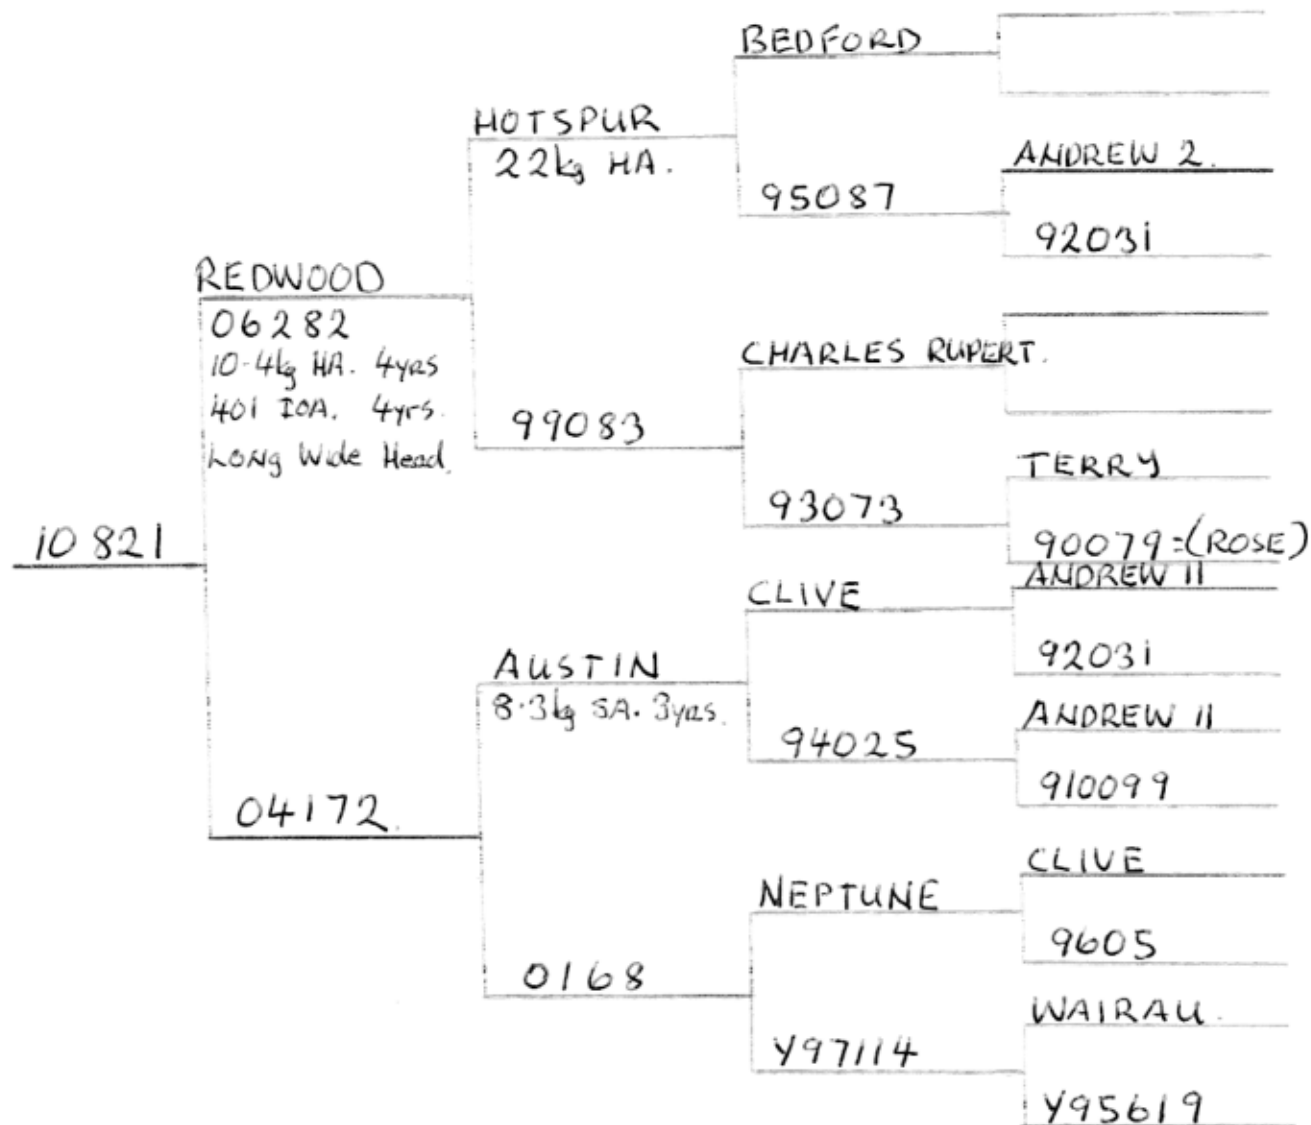 BEDFORD
HOTSPUR
22kg HA.
ANDREW 2.
95087
92031
REDWOOD
06282
10.4kg HA. 4yrs
401 IOA. 4yrs.
Long Wide Head.
CHARLES RUPERT.
99083
TERRY
93073
90079=(ROSE)
10821
CLIVE
ANDREW II
92031
AUSTIN
8.3kg SA. 3yrs.
ANDREW II
94025
910099
04172.
CLIVE
NEPTUNE
9605
0168
WAIRAU.
Y97114
Y95619